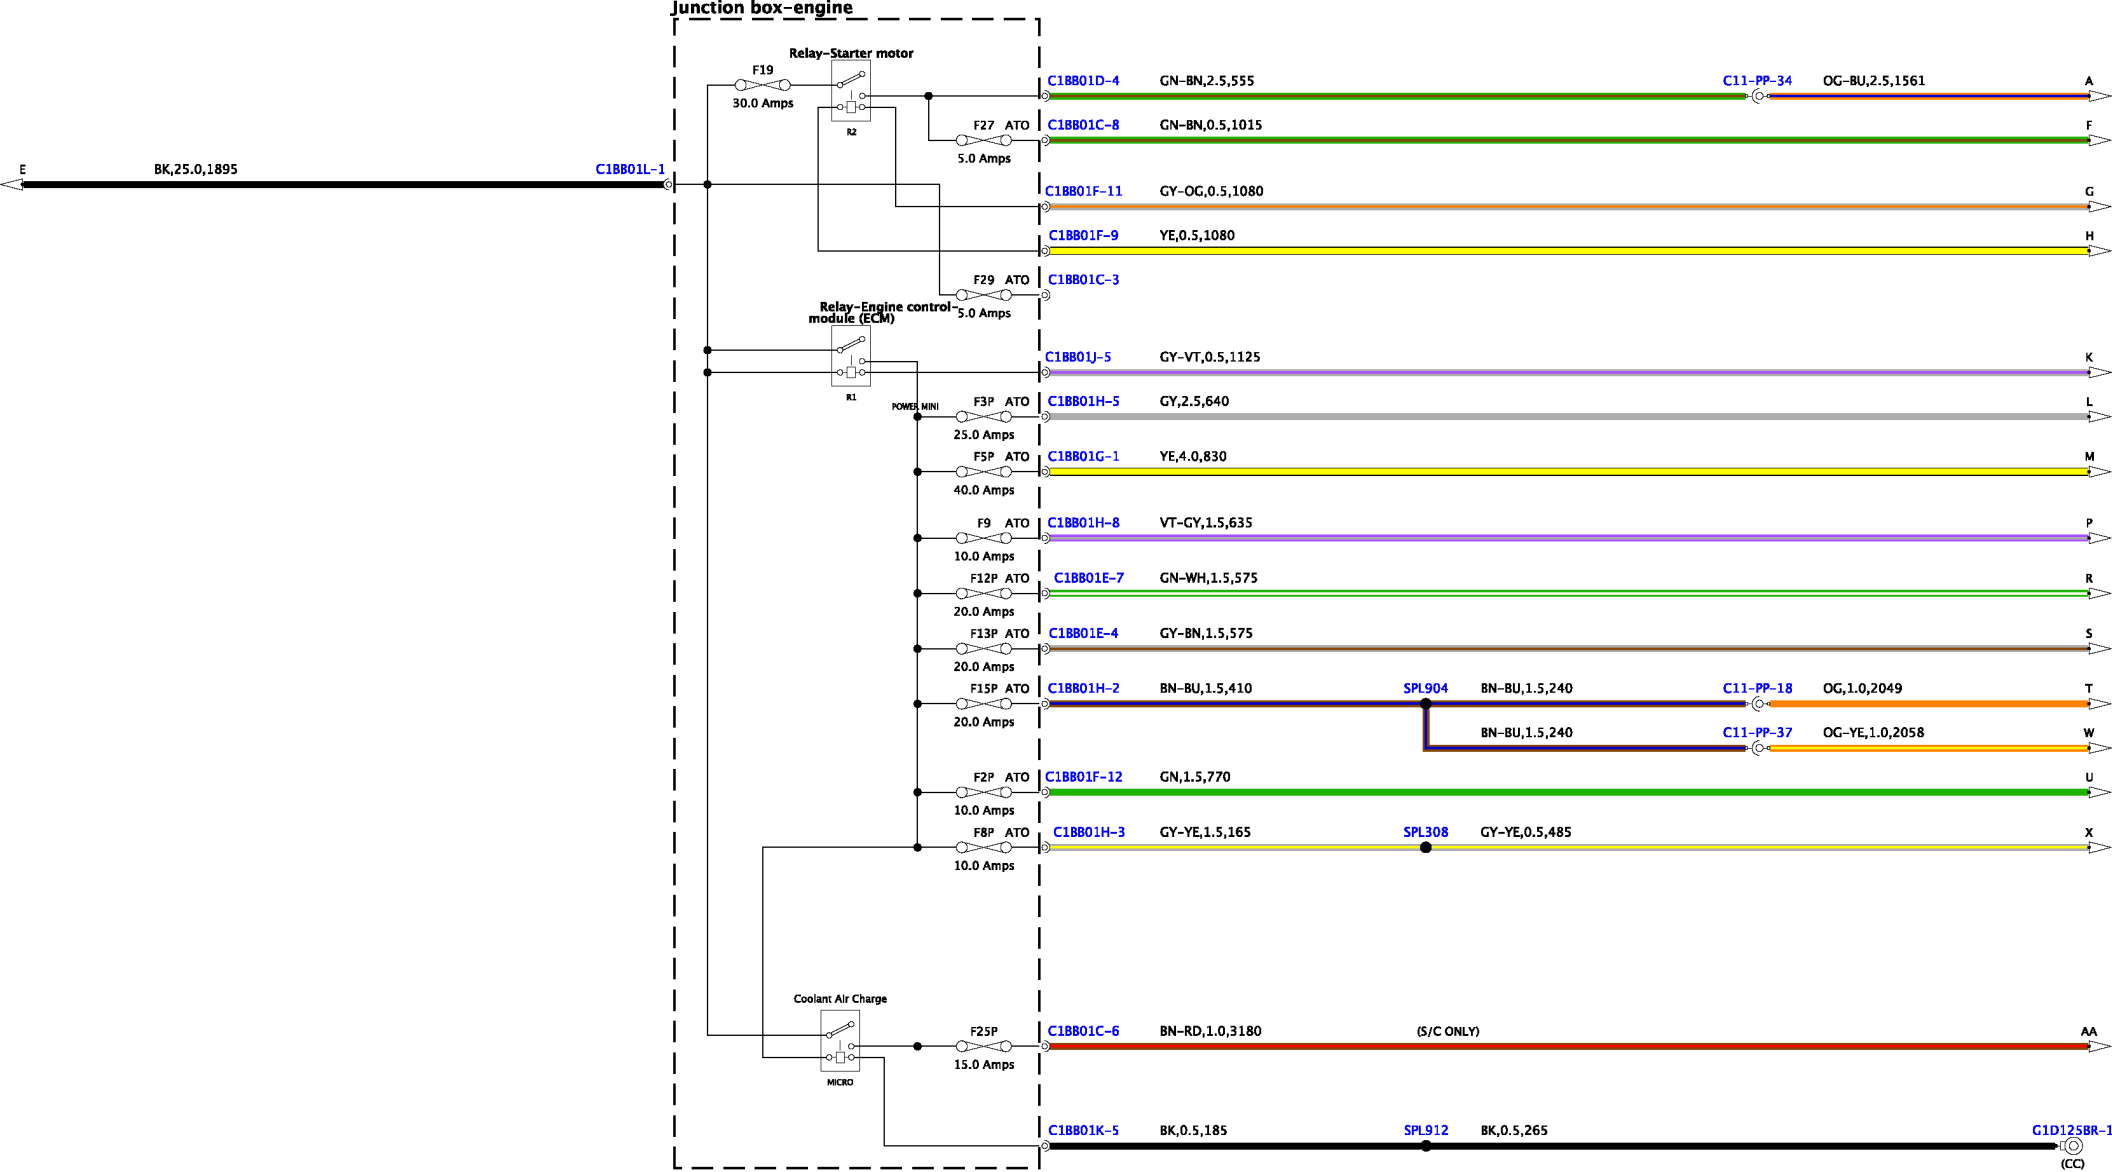 Junction box-engine
Relay-Starter motor
F19
30.0 Amps
R2
C1BB01D-4 GN-BN,2.5,555 C11-PP-34 OG-BU,2.5,1561 A
F27 ATO C1BB01C-8 GN-BN,0.5,1015 F
5.0 Amps
E BK,25.0,1895 C1BB01L-1
C1BB01F-11 GY-OG,0.5,1080 G
C1BB01F-9 YE,0.5,1080 H
F29 ATO C1BB01C-3
5.0 Amps
Relay-Engine control-
module (ECM)
R1
C1BB01J-5 GY-VT,0.5,1125 K
POWER MINI
F3P ATO C1BB01H-5 GY,2.5,640 L
25.0 Amps
F5P ATO C1BB01G-1 YE,4.0,830 M
40.0 Amps
F9 ATO C1BB01H-8 VT-GY,1.5,635 P
10.0 Amps
F12P ATO C1BB01E-7 GN-WH,1.5,575 R
20.0 Amps
F13P ATO C1BB01E-4 GY-BN,1.5,575 S
20.0 Amps
F15P ATO C1BB01H-2 BN-BU,1.5,410 SPL904 BN-BU,1.5,240 C11-PP-18 OG,1.0,2049 T
20.0 Amps
BN-BU,1.5,240 C11-PP-37 OG-YE,1.0,2058 W
F2P ATO C1BB01F-12 GN,1.5,770 U
10.0 Amps
F8P ATO C1BB01H-3 GY-YE,1.5,165 SPL308 GY-YE,0.5,485 X
10.0 Amps
Coolant Air Charge
MICRO
F25P C1BB01C-6 BN-RD,1.0,3180 (S/C ONLY) AA
15.0 Amps
C1BB01K-5 BK,0.5,185 SPL912 BK,0.5,265 G1D125BR-1
(CC)